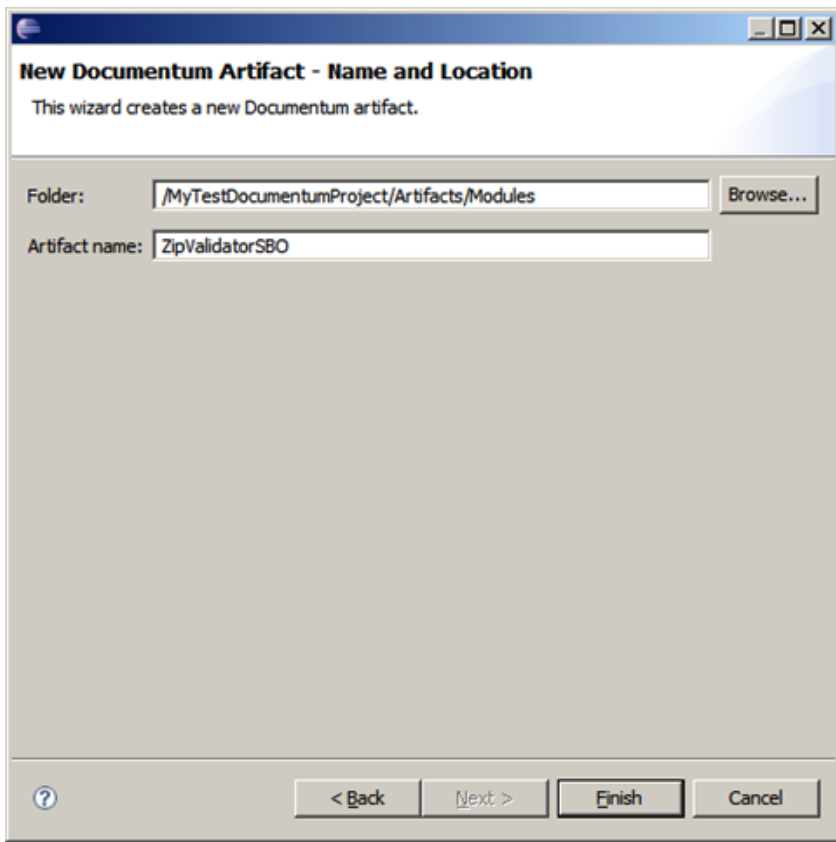 New Documentum Artifact - Name and Location
This wizard creates a new Documentum artifact.
Folder: /MyTestDocumentumProject/Artifacts/Modules Browse...
Artifact name: ZipValidatorSBO
? < Back Next > Finish Cancel